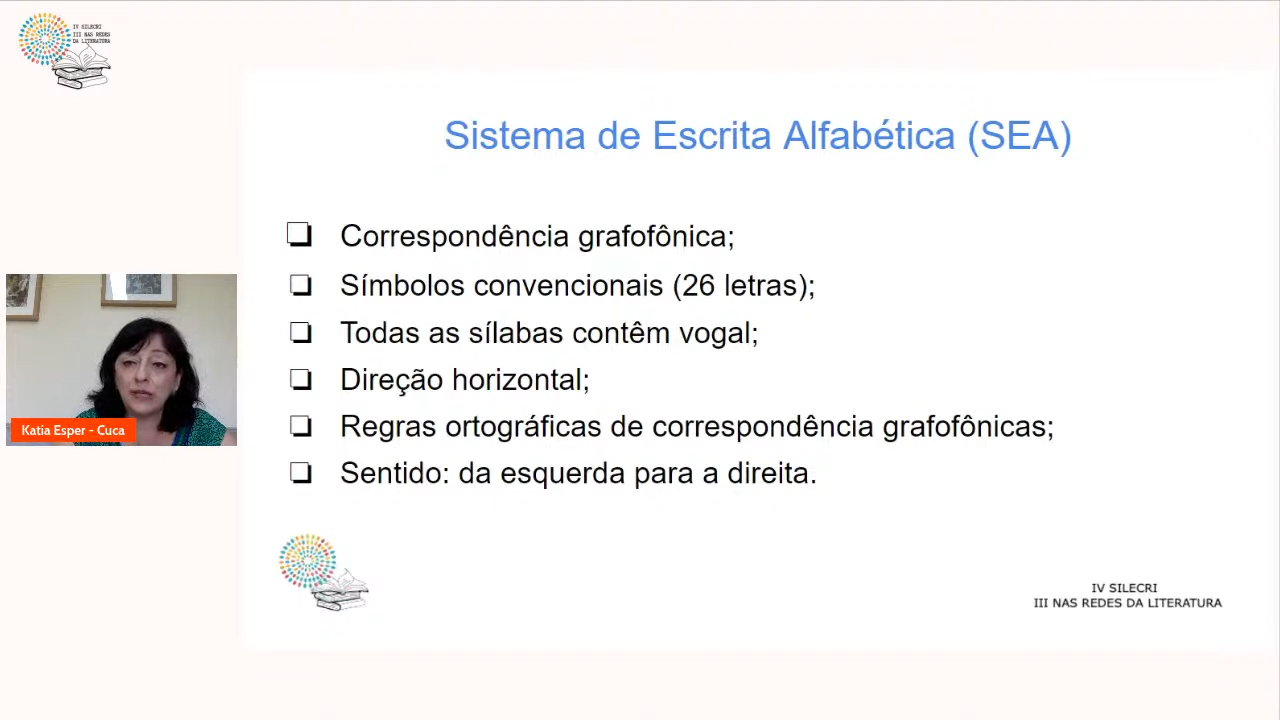 IV SILECRI
III NAS REDES
DA LITERATURA
Sistema de Escrita Alfabética (SEA)
Correspondência grafofônica;
Símbolos convencionais (26 letras);
Todas as sílabas contêm vogal;
Direção horizontal;
Regras ortográficas de correspondência grafofônicas;
Sentido: da esquerda para a direita.
Katia Esper - Cuca
IV SILECRI
III NAS REDES DA LITERATURA